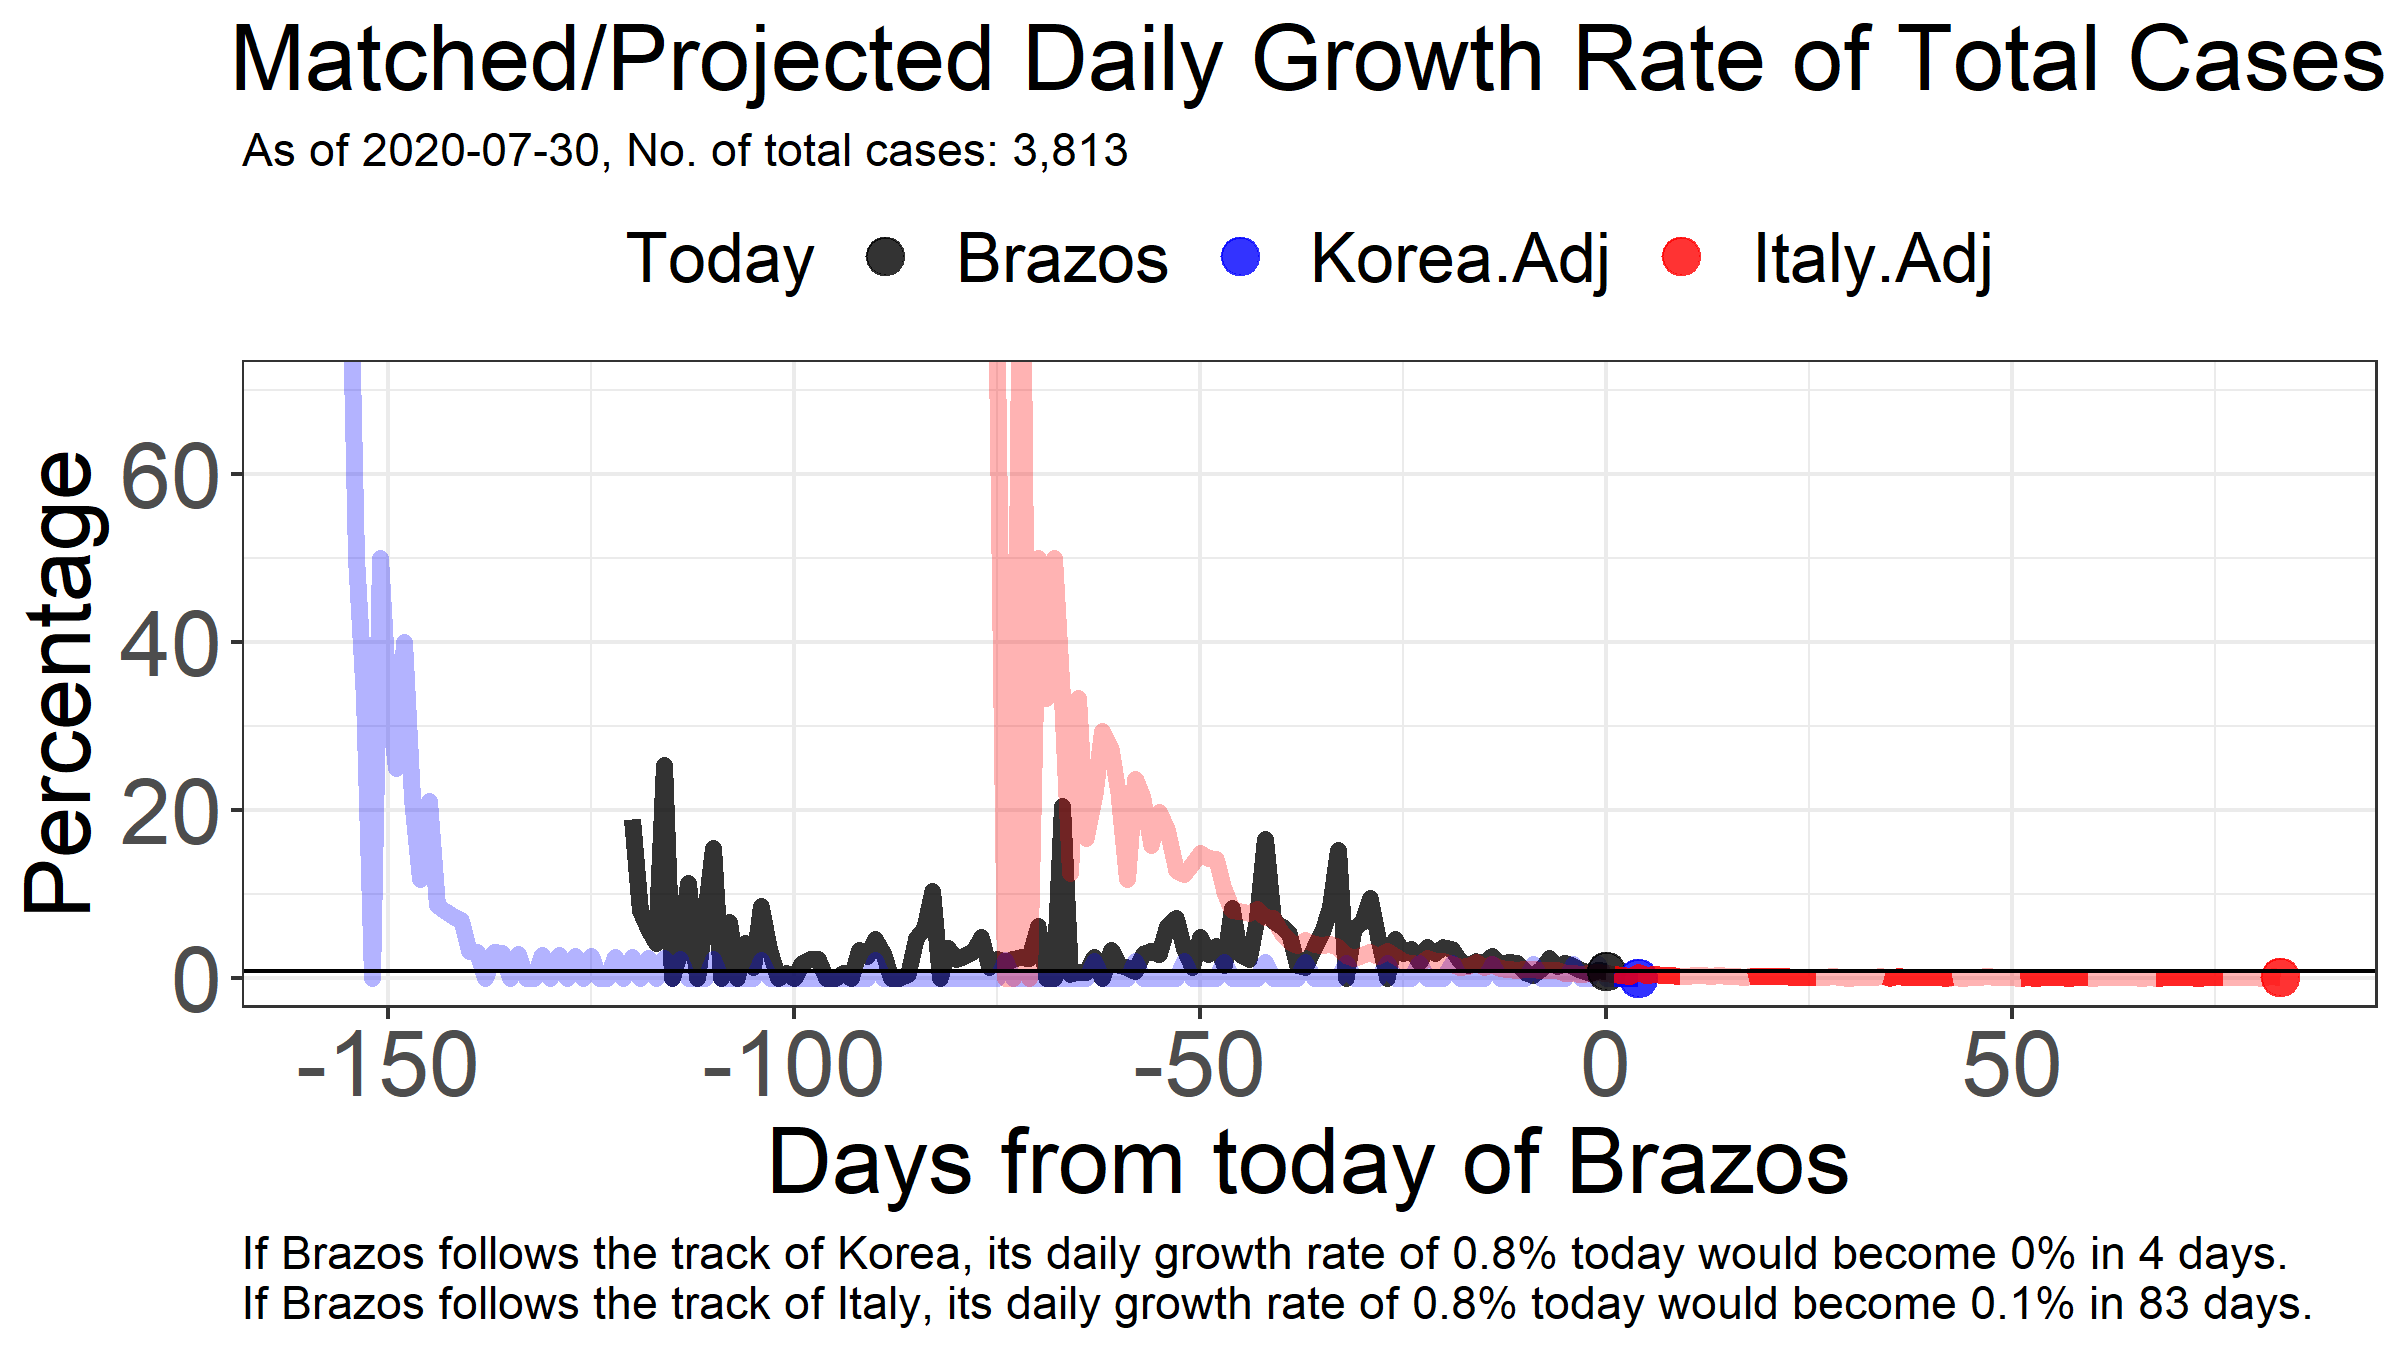 Matched/Projected Daily Growth Rate of Total Cases
As of 2020-07-30, No. of total cases: 3,813
Today Brazos Korea.Adj Italy.Adj
Percentage
60
40
20
0
-150 -100 -50 0 50
Days from today of Brazos
If Brazos follows the track of Korea, its daily growth rate of 0.8% today would become 0% in 4 days.
If Brazos follows the track of Italy, its daily growth rate of 0.8% today would become 0.1% in 83 days.